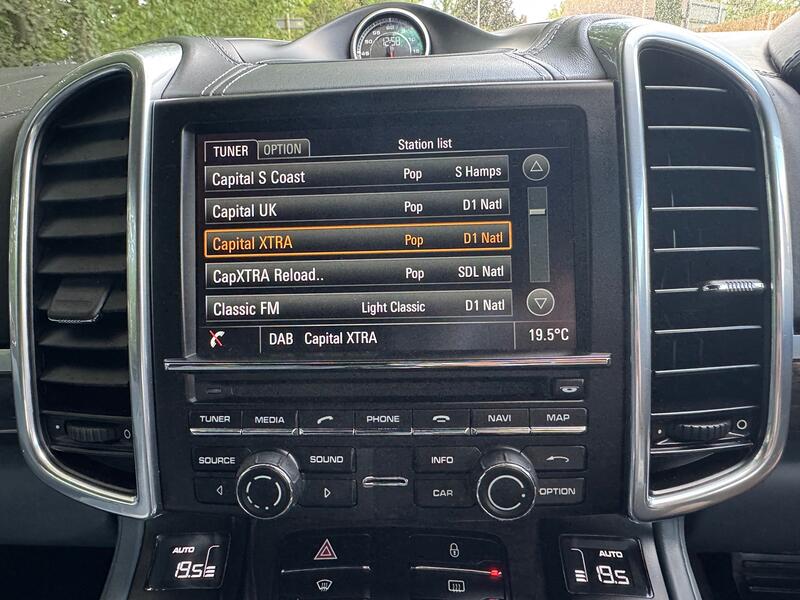 12:58
TUNER OPTION Station list
Capital S Coast Pop S Hamps
Capital UK Pop D1 Natl
Capital XTRA Pop D1 Natl
CapXTRA Reload.. Pop SDL Natl
Classic FM Light Classic D1 Natl
DAB Capital XTRA 19.5°C
TUNER MEDIA PHONE NAVI MAP
SOURCE SOUND INFO
CAR OPTION
AUTO AUTO
19.5 19.5